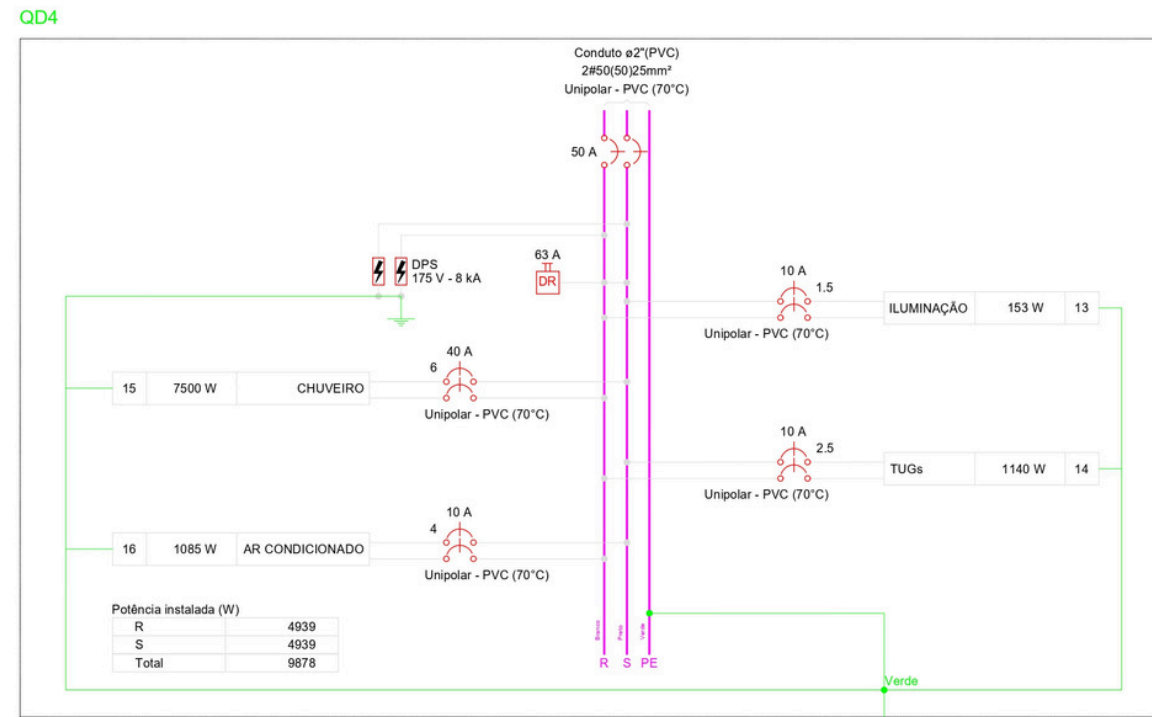 QD4
Conduto ø2"(PVC)
2#50(50)25mm²
Unipolar - PVC (70°C)
50 A
DPS
175 V - 8 kA
63 A
DR
10 A
1.5
ILUMINAÇÃO 153 W 13
Unipolar - PVC (70°C)
40 A
6
15 7500 W CHUVEIRO
Unipolar - PVC (70°C)
10 A
2.5
TUGs 1140 W 14
Unipolar - PVC (70°C)
10 A
4
16 1085 W AR CONDICIONADO
Unipolar - PVC (70°C)
Potência instalada (W)
R 4939
S 4939
Total 9878
Branco
Preto
Verde
R S PE
Verde